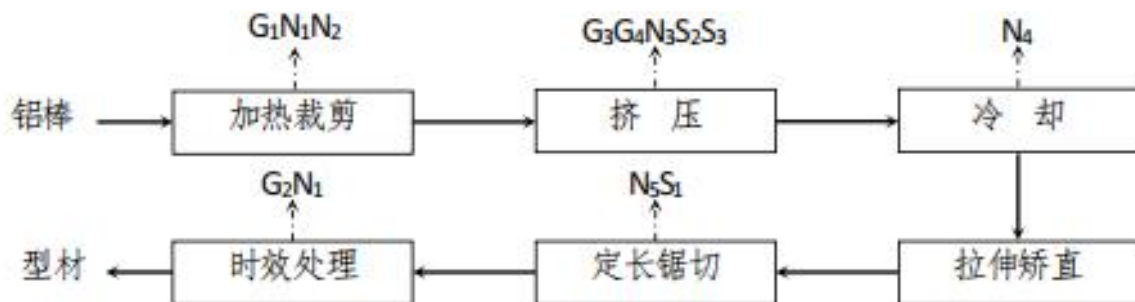 G₁N₁N₂ G₃G₄N₃S₂S₃ N₄
铝棒 加热裁剪 挤 压 冷 却
G₂N₁ N₅S₁
型材 时效处理 定长锯切 拉伸矫直